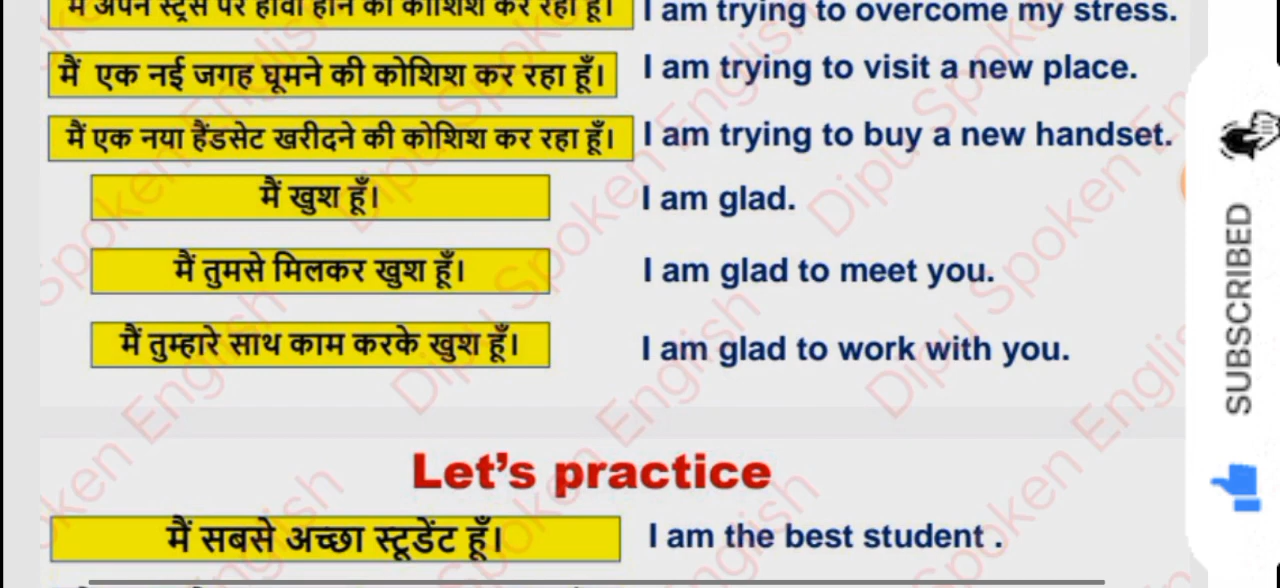 मैं अपने स्ट्रेस पर हावी होने की कोशिश कर रहा हूँ। I am trying to overcome my stress.
मैं एक नई जगह घूमने की कोशिश कर रहा हूँ। I am trying to visit a new place.
मैं एक नया हैंडसेट खरीदने की कोशिश कर रहा हूँ। I am trying to buy a new handset.
मैं खुश हूँ। I am glad.
मैं तुमसे मिलकर खुश हूँ। I am glad to meet you.
मैं तुम्हारे साथ काम करके खुश हूँ। I am glad to work with you.
Let's practice
मैं सबसे अच्छा स्टूडेंट हूँ। I am the best student .
SUBSCRIBED
Dipu Spoken English